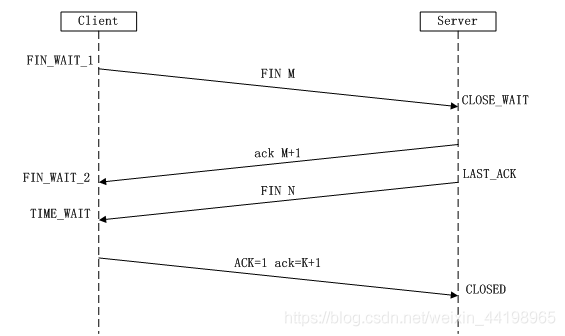 Client
Server
FIN_WAIT_1
FIN M
CLOSE_WAIT
ack M+1
FIN_WAIT_2
LAST_ACK
FIN N
TIME_WAIT
ACK=1 ack=K+1
CLOSED
https://blog.csdn.net/weixin_44198965